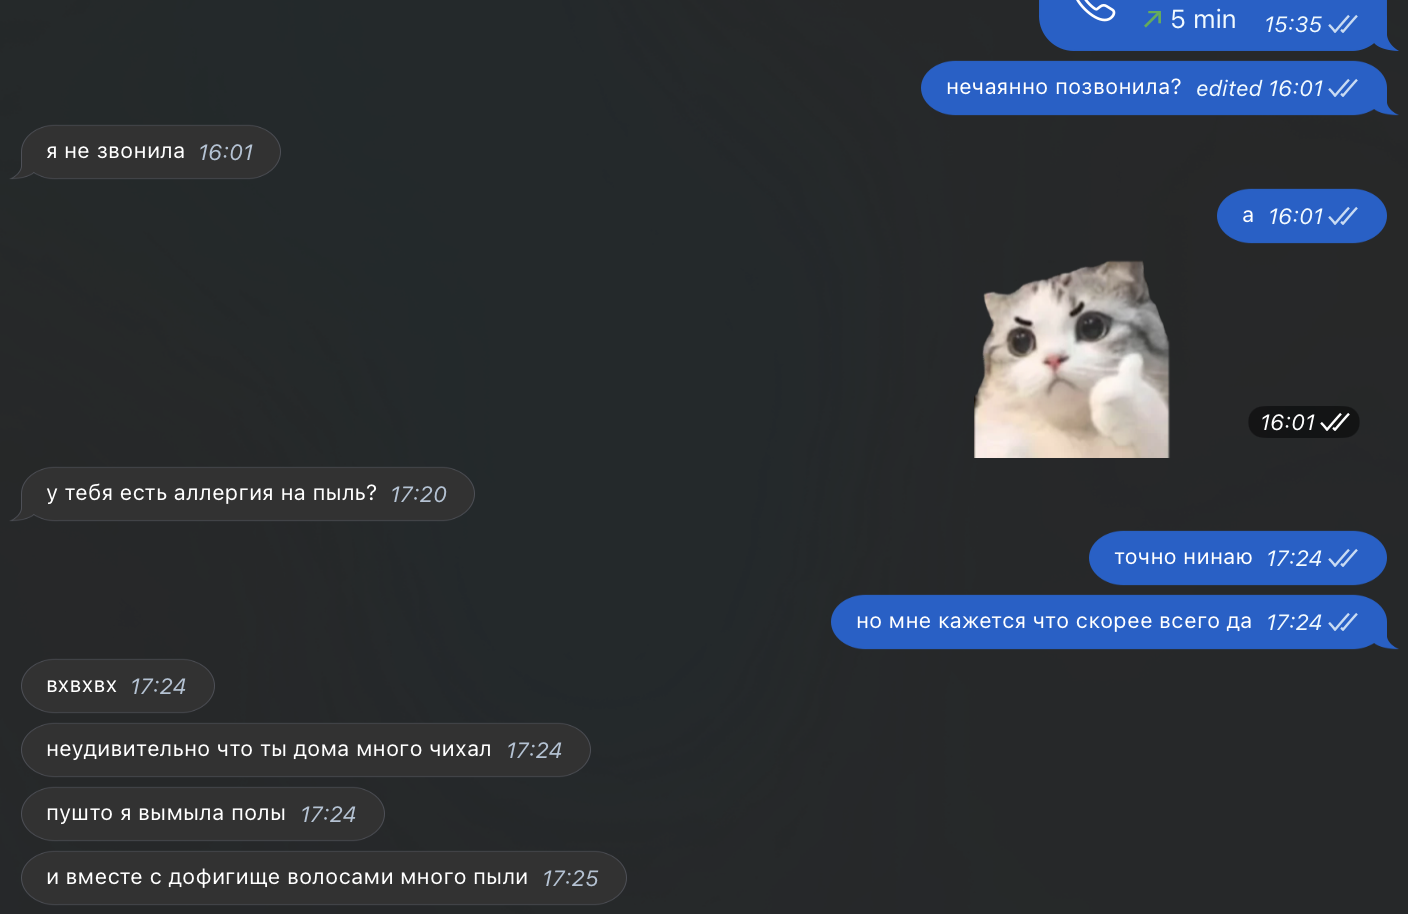 5 min 15:35
нечаянно позвонила? edited 16:01
я не звонила 16:01
а 16:01
16:01
у тебя есть аллергия на пыль? 17:20
точно нинаю 17:24
но мне кажется что скорее всего да 17:24
вхвхвх 17:24
неудивительно что ты дома много чихал 17:24
пушто я вымыла полы 17:24
и вместе с дофигище волосами много пыли 17:25